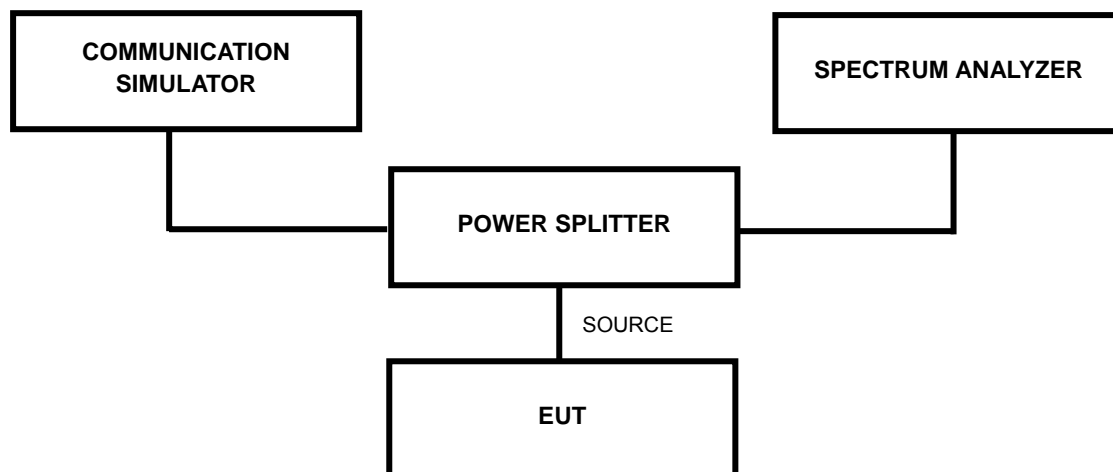 COMMUNICATION
SIMULATOR
SPECTRUM ANALYZER
POWER SPLITTER
SOURCE
EUT